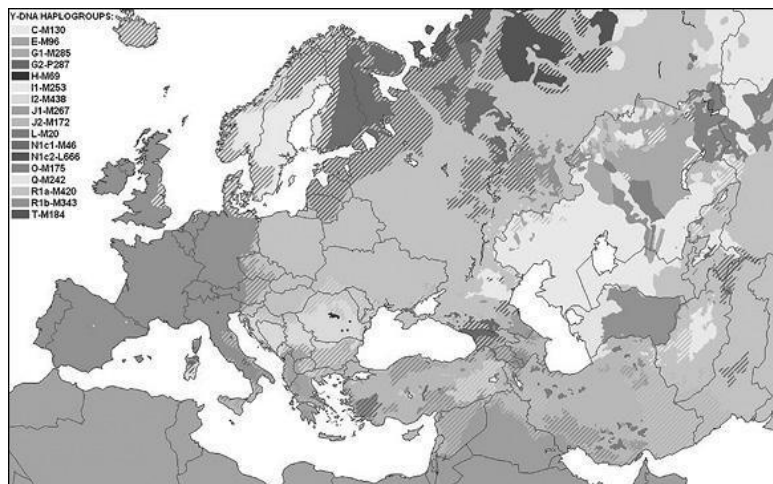 Y-DNA HAPLOGROUPS:
C-M130
E-M96
G1-M285
G2-P287
H-M69
I1-M253
I2-M438
J1-M267
J2-M172
L-M20
N1c1-M46
N1c2-L666
O-M175
Q-M242
R1a-M420
R1b-M343
T-M184